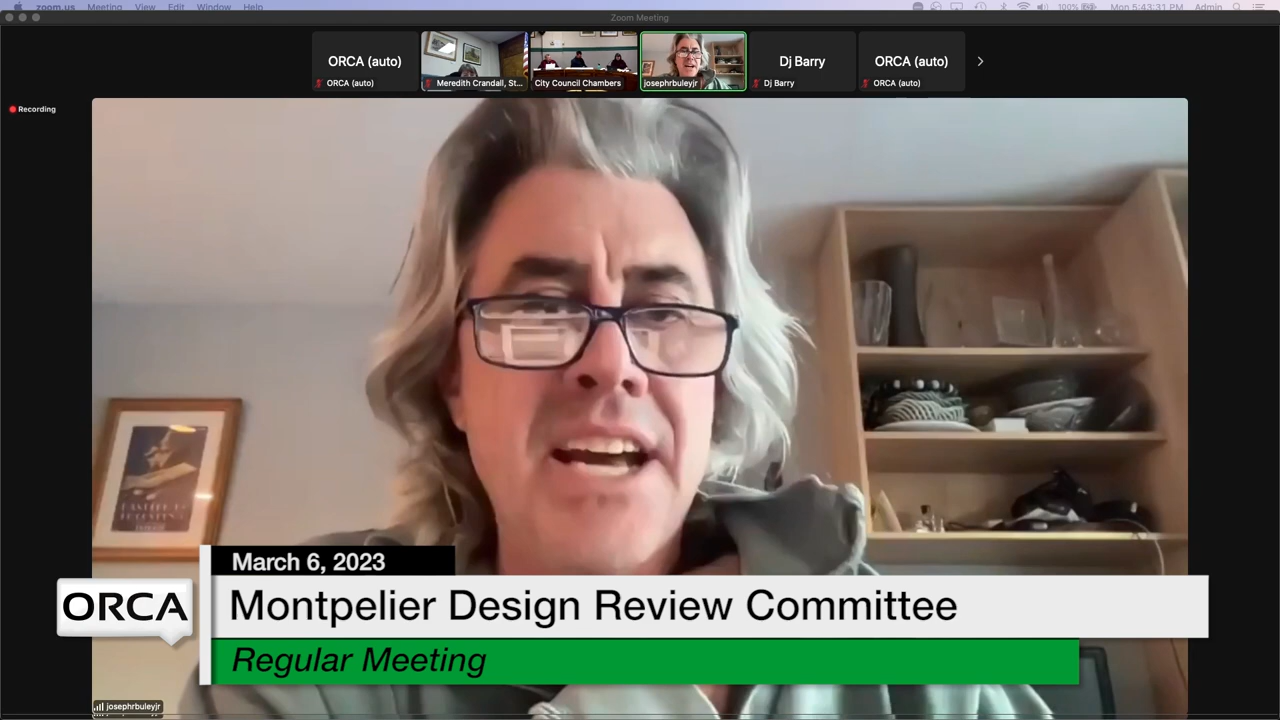 zoom.us Meeting View Edit Window Help 100% Mon 5:43:31 PM Admin
Zoom Meeting
ORCA (auto)
ORCA (auto)
Meredith Crandall, St...
City Council Chambers
josephrbuleyjr
Dj Barry
Dj Barry
ORCA (auto)
ORCA (auto)
Recording
March 6, 2023
ORCA
Montpelier Design Review Committee
Regular Meeting
josephrbuleyjr